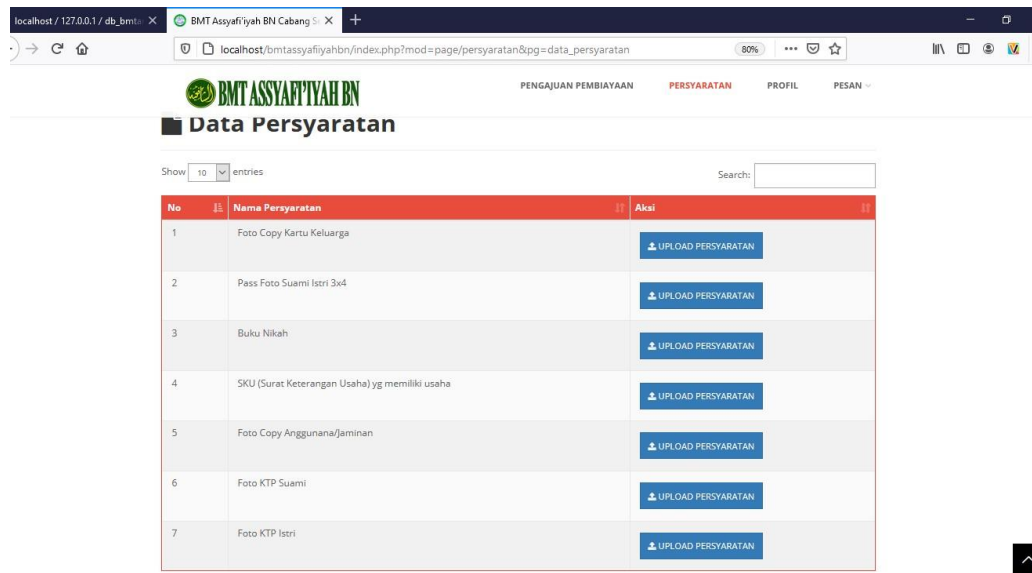 localhost / 127.0.0.1 / db_bmta
BMT Assyafi'iyah BN Cabang S
localhost/bmtassyafiiyahbn/index.php?mod=page/persyaratan&pg=data_persyaratan
80%
BMT ASSYAFI'IYAH BN
PENGAJUAN PEMBIAYAAN PERSYARATAN PROFIL PESAN
Data Persyaratan
Show 10 entries Search:
No Nama Persyaratan Aksi
1 Foto Copy Kartu Keluarga UPLOAD PERSYARATAN
2 Pass Foto Suami Istri 3x4 UPLOAD PERSYARATAN
3 Buku Nikah UPLOAD PERSYARATAN
4 SKU (Surat Keterangan Usaha) yg memiliki usaha UPLOAD PERSYARATAN
5 Foto Copy Anggunana/Jaminan UPLOAD PERSYARATAN
6 Foto KTP Suami UPLOAD PERSYARATAN
7 Foto KTP Istri UPLOAD PERSYARATAN